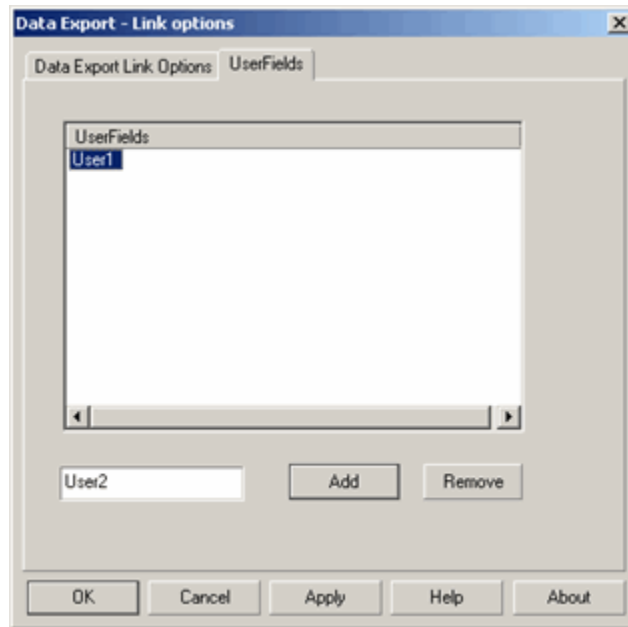 Data Export - Link options
Data Export Link Options UserFields
UserFields
User1
User2 Add Remove
OK Cancel Apply Help About